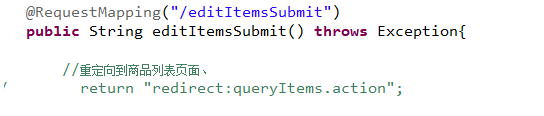 @RequestMapping("/editItemsSubmit")
public String editItemsSubmit() throws Exception{
//重定向到商品列表页面、
return "redirect:queryItems.action";